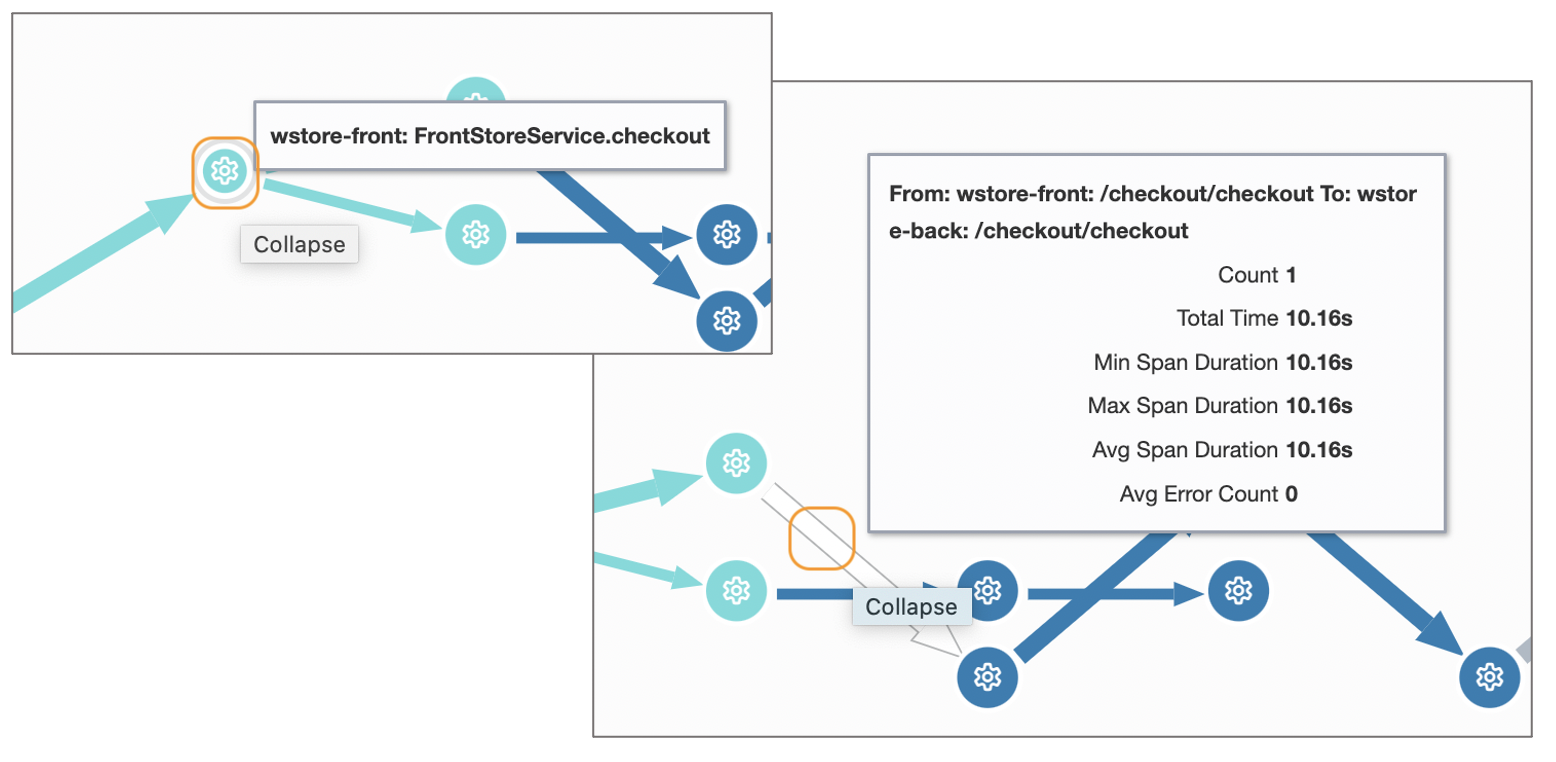 wstore-front: FrontStoreService.checkout
Collapse
From: wstore-front: /checkout/checkout To: wstor
e-back: /checkout/checkout
Count 1
Total Time 10.16s
Min Span Duration 10.16s
Max Span Duration 10.16s
Avg Span Duration 10.16s
Avg Error Count 0
Collapse